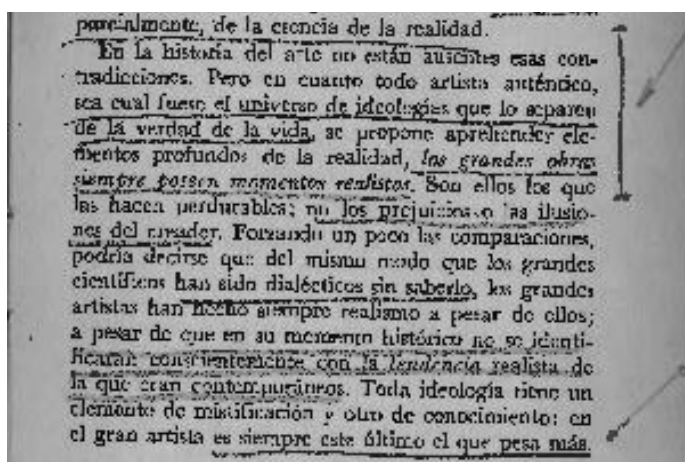 parcialmente, de la esencia de la realidad.
En la historia del arte no están ausentes esas con-
tradicciones. Pero en cuanto todo artista auténtico,
sea cual fuese el universo de ideologías que lo separen
de la verdad de la vida, se propone aprehender ele-
mentos profundos de la realidad, las grandes obras
siempre poseen momentos realistas. Son ellos los que
las hacen perdurables; no los prejuicios o las ilusio-
nes del creador. Forzando un poco las comparaciones,
podría decirse que del mismo modo que los grandes
científicos han sido dialécticos sin saberlo, los grandes
artistas han hecho siempre realismo a pesar de ellos;
a pesar de que en su momento histórico no se identi-
ficaran conscientemente con la tendencia realista de
la que eran contemporáneos. Toda ideología tiene un
elemento de mistificación y otro de conocimiento: en
el gran artista es siempre este último el que pesa más.